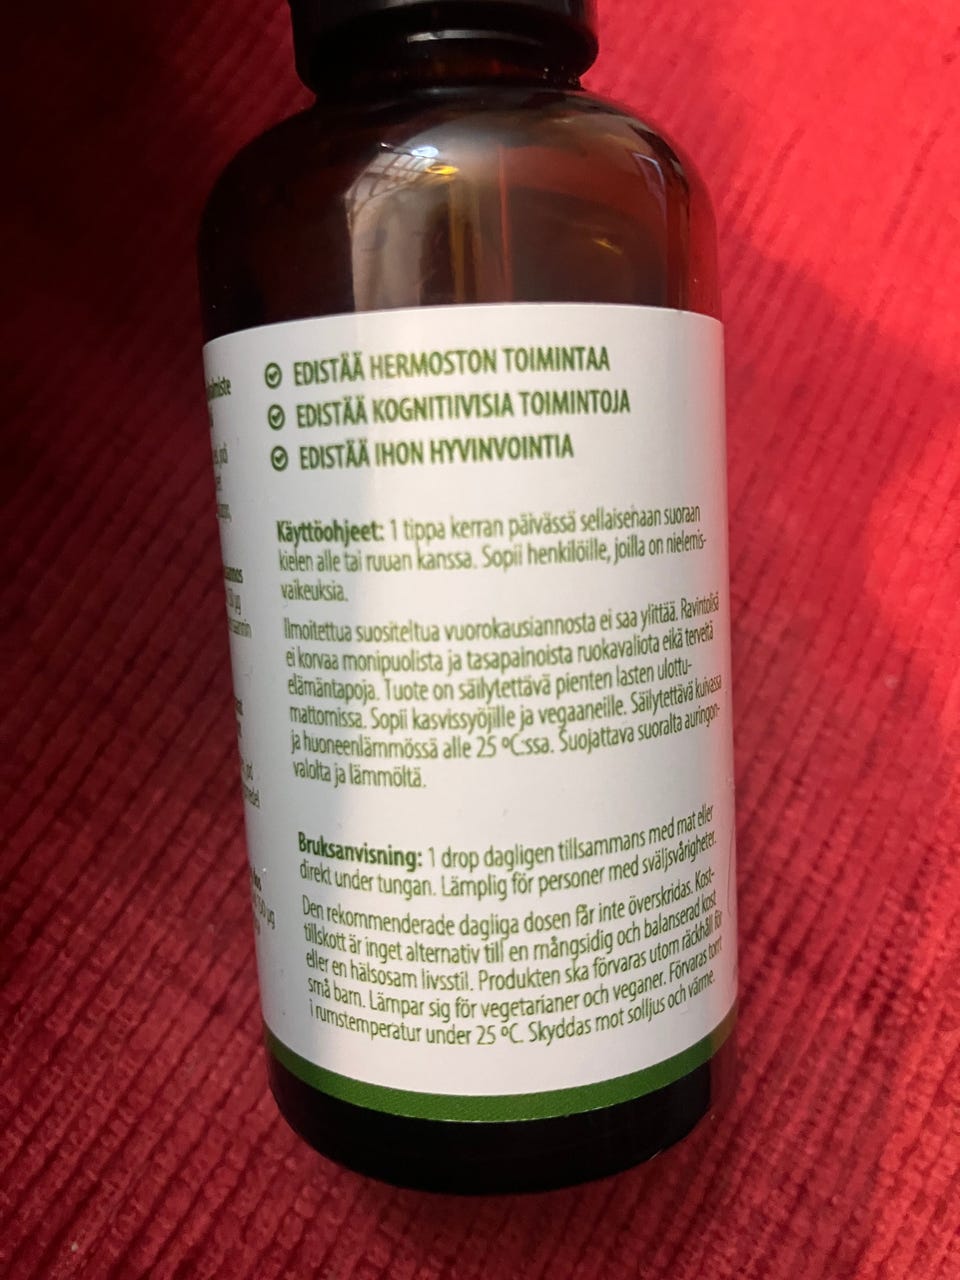 EDISTÄÄ HERMOSTON TOIMINTAA
EDISTÄÄ KOGNITIIVISIA TOIMINTOJA
EDISTÄÄ IHON HYVINVOINTIA
Käyttöohjeet: 1 tippa kerran päivässä sellaisenaan suoraan
kielen alle tai ruuan kanssa. Sopii henkilöille, joilla on nielemis-
vaikeuksia.
Ilmoitettua suositeltua vuorokausiannosta ei saa ylittää. Ravintolisä
ei korvaa monipuolista ja tasapainoista ruokavaliota eikä terveitä
elämäntapoja. Tuote on säilytettävä pienten lasten ulottu-
mattomissa. Sopii kasvissyöjille ja vegaaneille. Säilytettävä kuivassa
ja huoneenlämmössä alle 25 ºC:ssa. Suojattava suoralta auringon-
valolta ja lämmöltä.
Bruksanvisning: 1 drop dagligen tillsammans med mat eller
direkt under tungan. Lämplig för personer med sväljsvårigheter.
Den rekommenderade dagliga dosen får inte överskridas. Kost-
tillskott är inget alternativ till en mångsidig och balanserad kost
eller en hälsosam livsstil. Produkten ska förvaras utom räckhåll för
små barn. Lämpar sig för vegetarianer och veganer. Förvaras torrt
i rumstemperatur under 25 ºC. Skyddas mot solljus och värme.